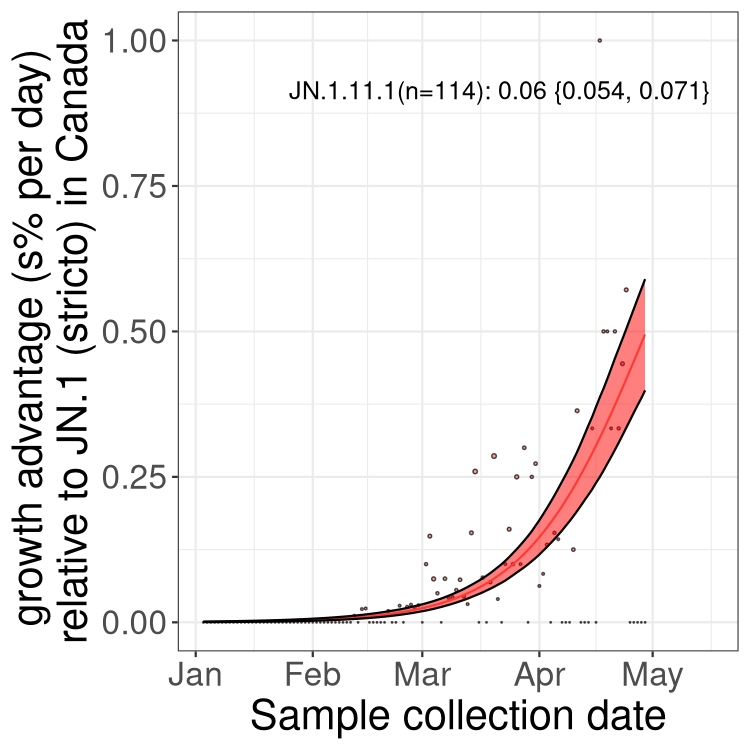 growth advantage (s% per day)
relative to JN.1 (stricto) in Canada
1.00
0.75
0.50
0.25
0.00
JN.1.11.1(n=114): 0.06 {0.054, 0.071}
Jan Feb Mar Apr May
Sample collection date